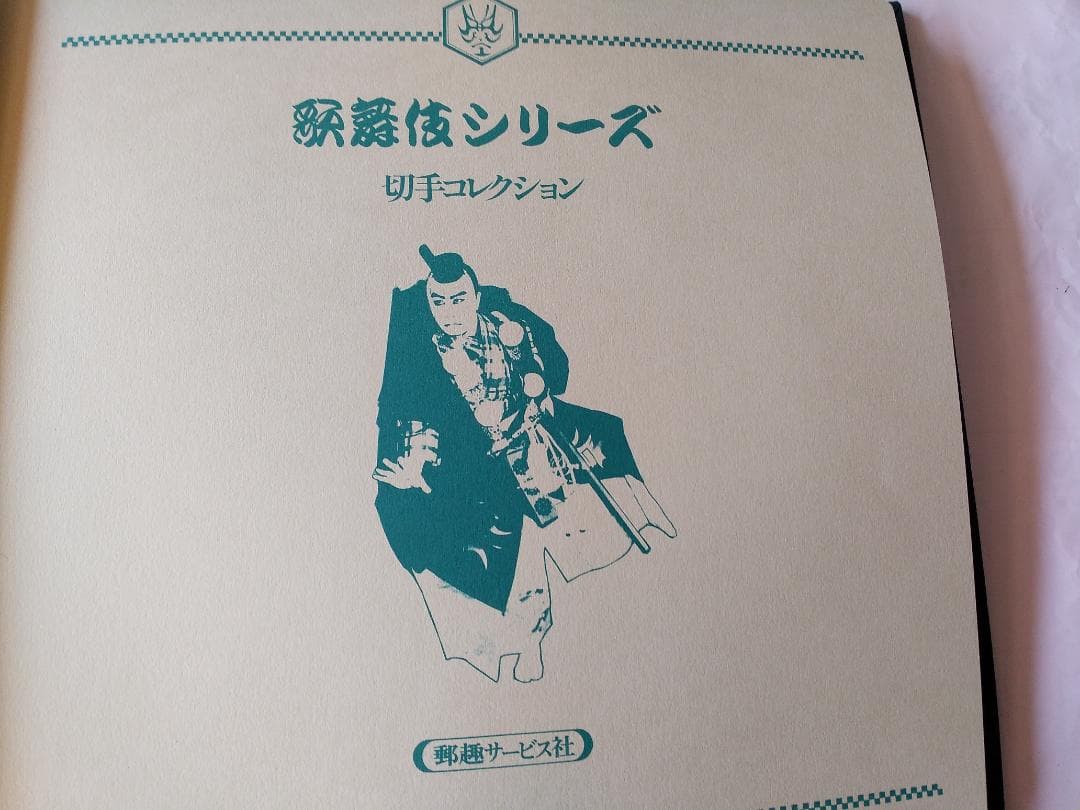 歌舞伎シリーズ
切手コレクション
郵趣サービス社